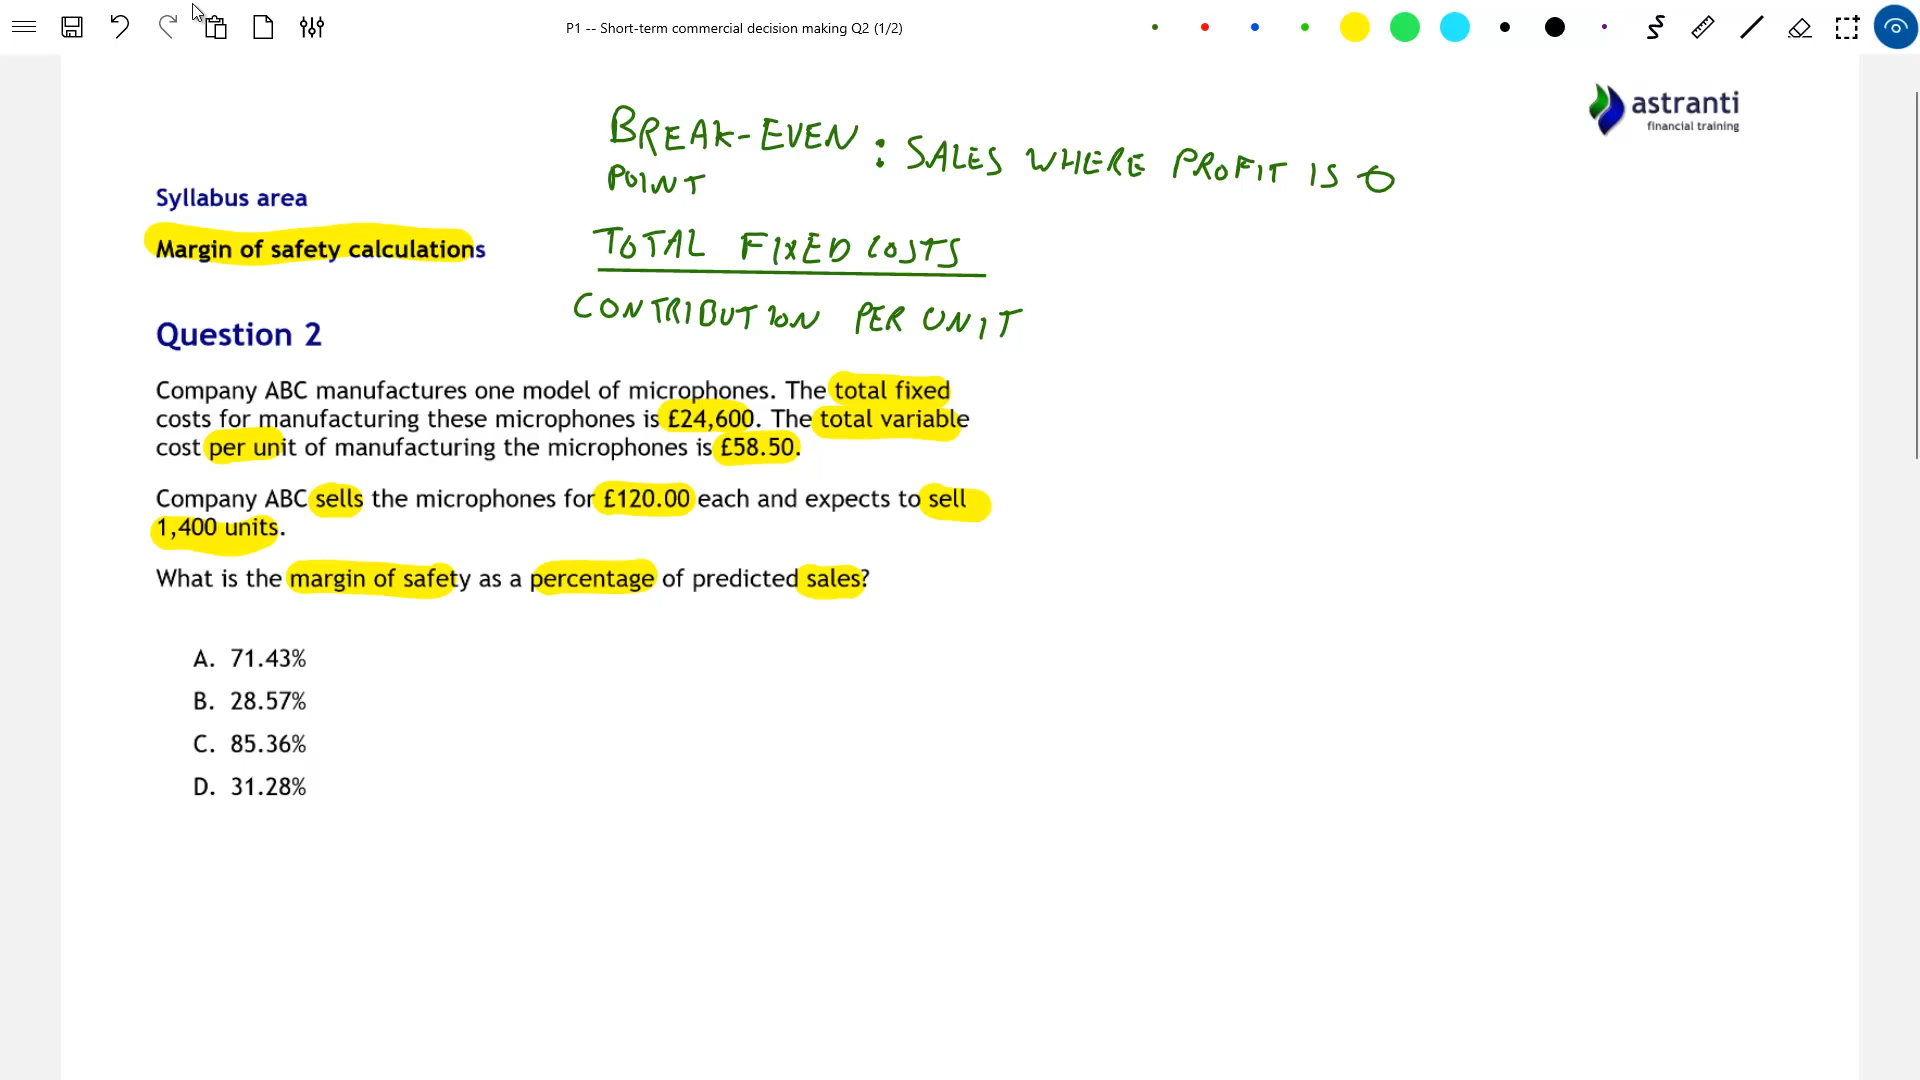 P1 -- Short-term commercial decision making Q2 (1/2)
astranti
financial training
BREAK-EVEN : SALES WHERE PROFIT IS 0
POINT
Syllabus area
TOTAL FIXED COSTS
Margin of safety calculations
CONTRIBUTION PER UNIT
Question 2
Company ABC manufactures one model of microphones. The total fixed
costs for manufacturing these microphones is £24,600. The total variable
cost per unit of manufacturing the microphones is £58.50.
Company ABC sells the microphones for £120.00 each and expects to sell
1,400 units.
What is the margin of safety as a percentage of predicted sales?
A. 71.43%
B. 28.57%
C. 85.36%
D. 31.28%